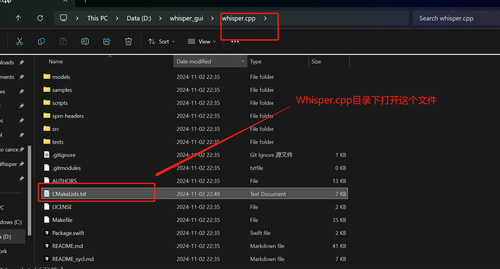 This PC > Data (D:) > whisper_gui > whisper.cpp >
Search whisper.cpp
Sort
View
Name
Date modified
Type
Size
models
2024-11-02 22:35
File folder
samples
2024-11-02 22:35
File folder
scripts
2024-11-02 22:35
File folder
spm-headers
2024-11-02 22:35
File folder
src
2024-11-02 22:35
File folder
tests
2024-11-02 22:35
File folder
.gitignore
2024-11-02 22:35
Git Ignore 源文件
1 KB
.gitmodules
2024-11-02 22:35
txtfile
0 KB
AUTHORS
2024-11-02 22:35
File
13 KB
CMakeLists.txt
2024-11-02 22:49
Text Document
7 KB
LICENSE
2024-11-02 22:35
File
2 KB
Makefile
2024-11-02 22:35
File
35 KB
Package.swift
2024-11-02 22:35
Swift file
2 KB
README.md
2024-11-02 22:35
Markdown file
41 KB
README_sycl.md
2024-11-02 22:35
Markdown file
7 KB
Whisper.cpp目录下打开这个文件